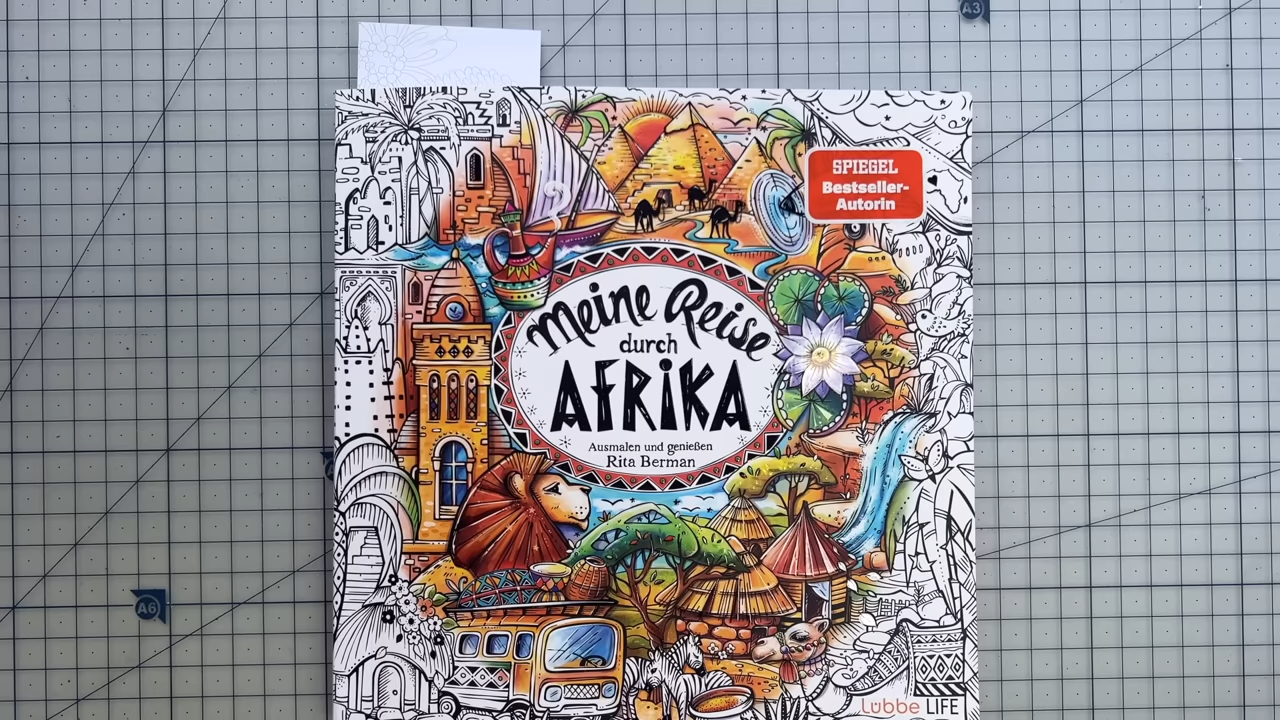 A3
SPIEGEL
Bestseller-
Autorin
Meine Reise
durch
AFRIKA
Ausmalen und genießen
Rita Berman
A6
Lübbe LIFE